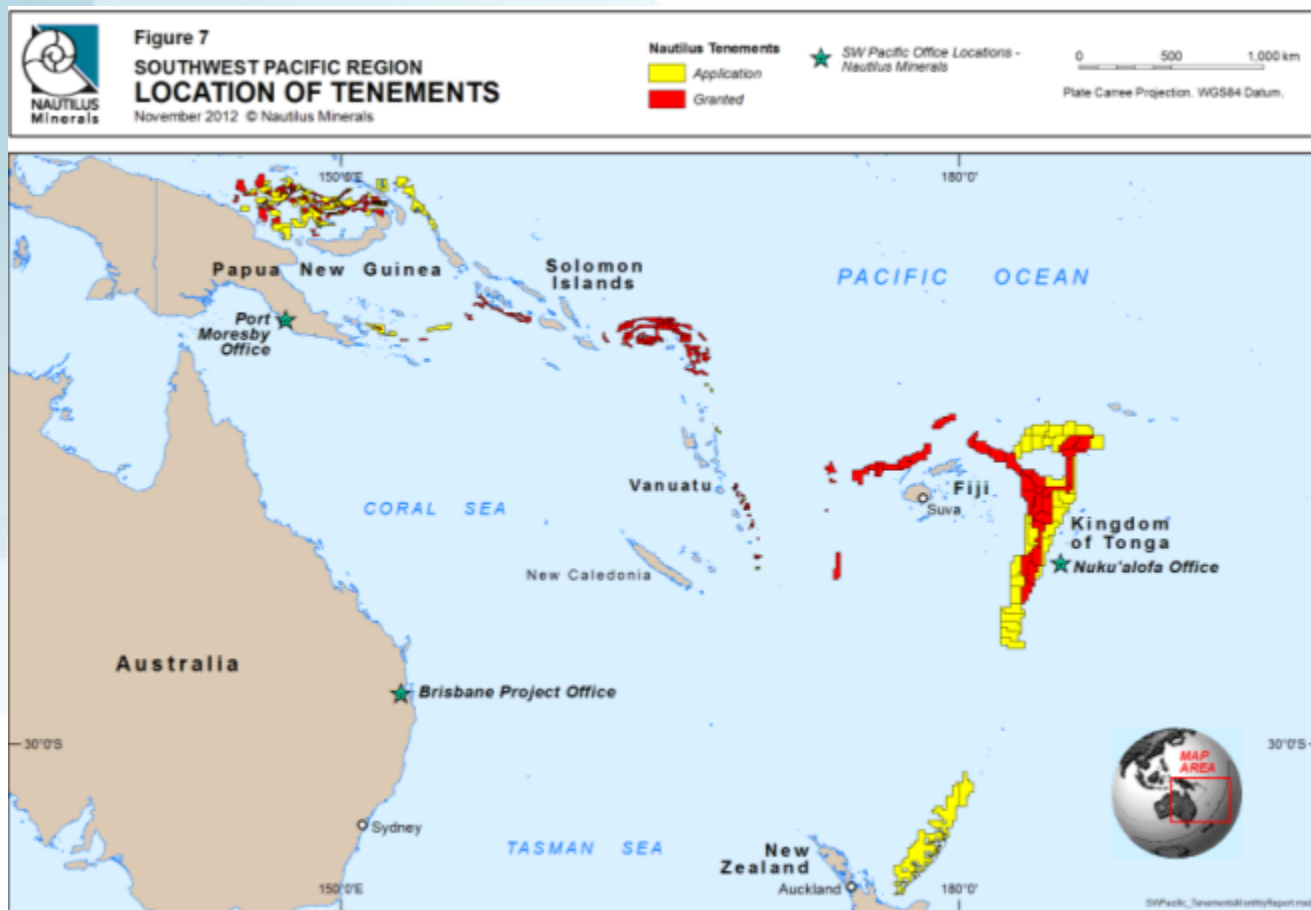 Figure 7
SOUTHWEST PACIFIC REGION
LOCATION OF TENEMENTS
November 2012 © Nautilus Minerals
NAUTILUS
Minerals
Nautilus Tenements
Application
Granted
SW Pacific Office Locations -
Nautilus Minerals
0 500 1,000 km
Plate Carree Projection. WGS84 Datum.
150°0'E
180°0'
Papua New Guinea
Solomon
Islands
PACIFIC OCEAN
Port
Moresby
Office
Vanuatu
Fiji
Suva
CORAL SEA
Kingdom
of Tonga
Nuku'alofa Office
New Caledonia
Australia
Brisbane Project Office
30°0'S
30°0'S
MAP
AREA
Sydney
TASMAN SEA
New
Zealand
Auckland
150°0'E
180°0'